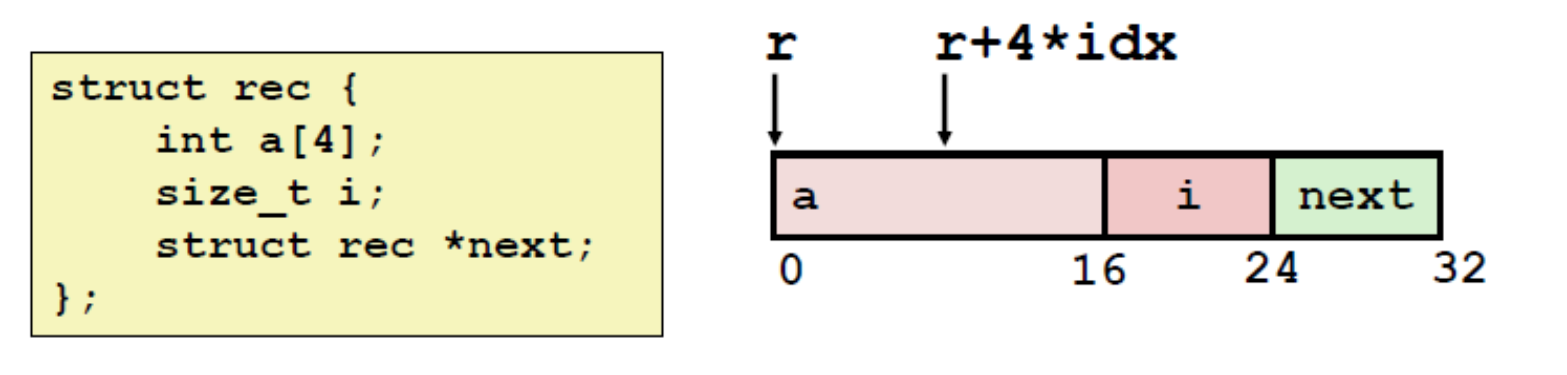 struct rec {
    int a[4];
    size_t i;
    struct rec *next;
};
r r+4*idx
a i next
0 16 24 32